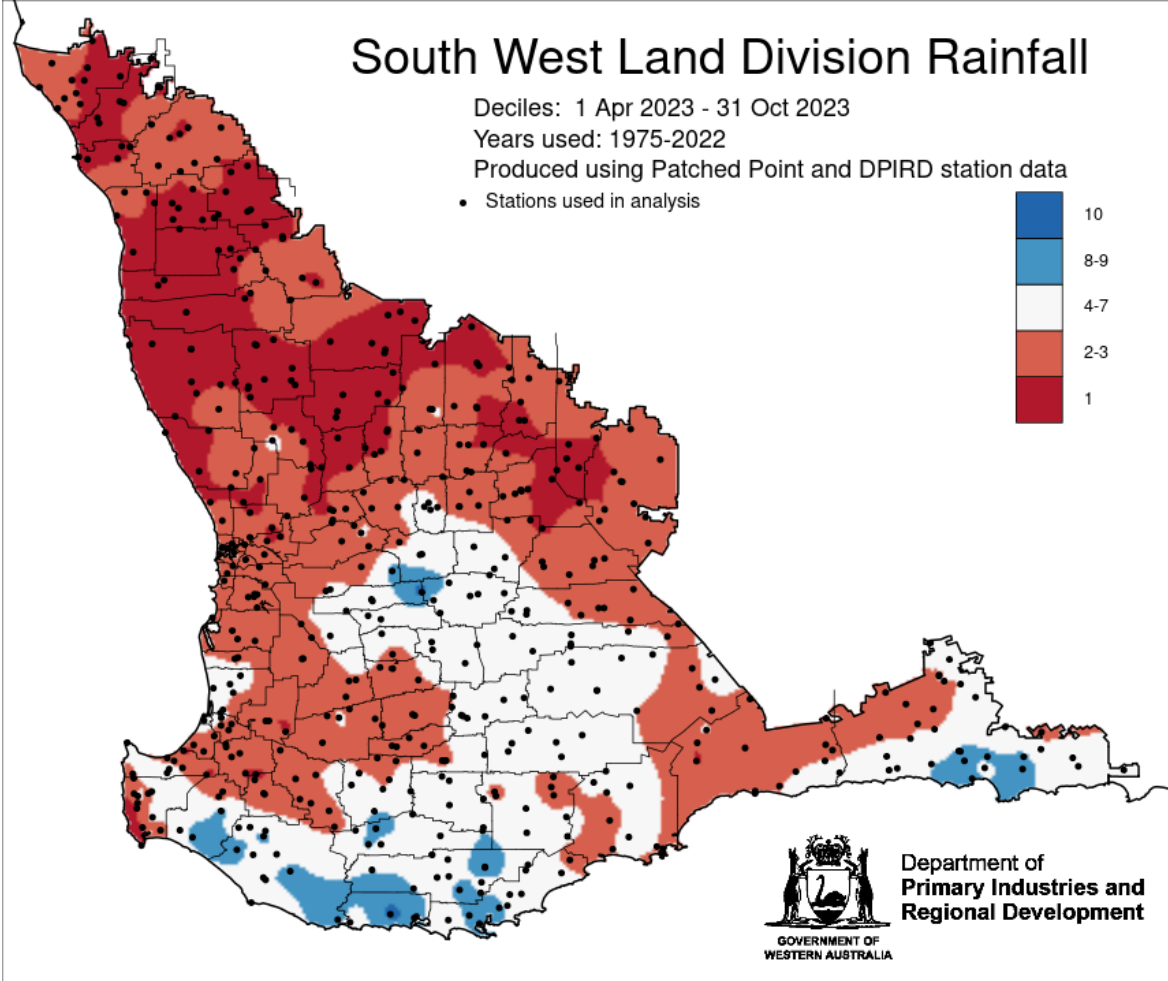 South West Land Division Rainfall
Deciles:  1 Apr 2023 - 31 Oct 2023
Years used: 1975-2022
Produced using Patched Point and DPIRD station data
Stations used in analysis
10
8-9
4-7
2-3
1
Department of
Primary Industries and
Regional Development
GOVERNMENT OF
WESTERN AUSTRALIA